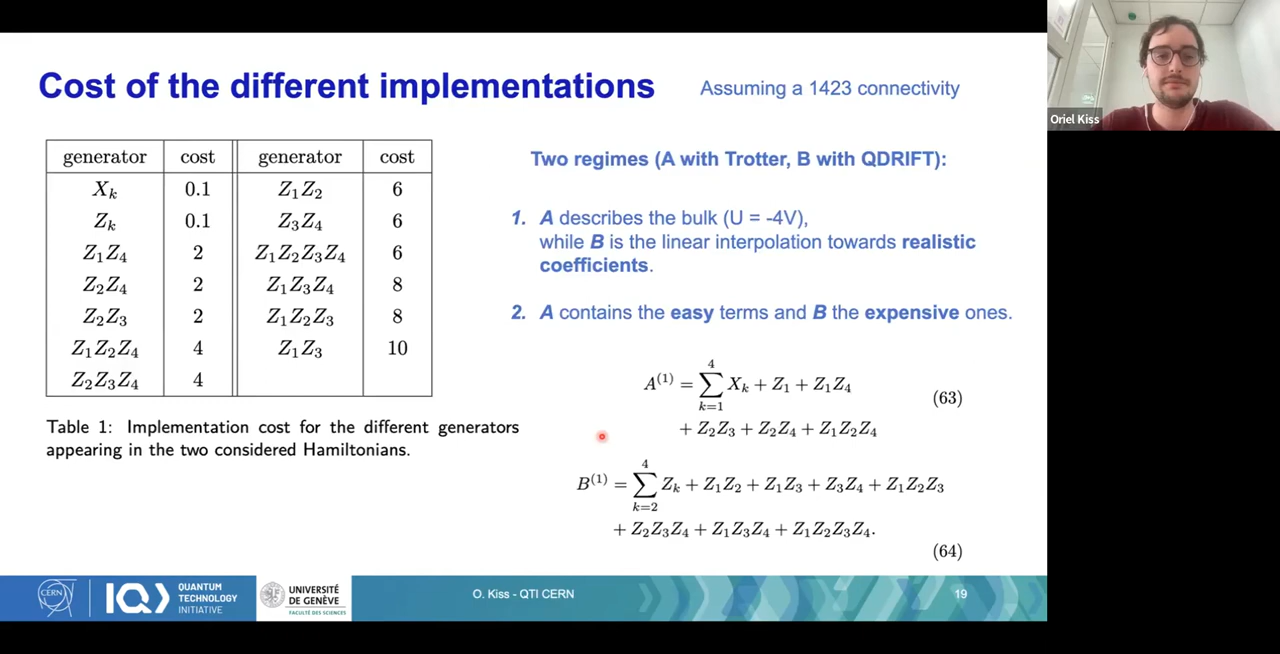 Cost of the different implementations
Assuming a 1423 connectivity
Oriel Kiss
generator cost generator cost
X_k 0.1 Z_1Z_2 6
Z_k 0.1 Z_3Z_4 6
Z_1Z_4 2 Z_1Z_2Z_3Z_4 6
Z_2Z_4 2 Z_1Z_3Z_4 8
Z_2Z_3 2 Z_1Z_2Z_3 8
Z_1Z_2Z_4 4 Z_1Z_3 10
Z_2Z_3Z_4 4
Table 1: Implementation cost for the different generators
appearing in the two considered Hamiltonians.
Two regimes (A with Trotter, B with QDRIFT):
1. A describes the bulk (U = -4V),
while B is the linear interpolation towards realistic
coefficients.
2. A contains the easy terms and B the expensive ones.
A^{(1)} = \sum_{k=1}^{4} X_k + Z_1 + Z_1Z_4
+ Z_2Z_3 + Z_2Z_4 + Z_1Z_2Z_4
(63)
B^{(1)} = \sum_{k=2}^{4} Z_k + Z_1Z_2 + Z_1Z_3 + Z_3Z_4 + Z_1Z_2Z_3
+ Z_2Z_3Z_4 + Z_1Z_3Z_4 + Z_1Z_2Z_3Z_4.
(64)
CERN
QUANTUM
TECHNOLOGY
INITIATIVE
UNIVERSITÉ
DE GENÈVE
FACULTÉ DES SCIENCES
O. Kiss - QTI CERN
19